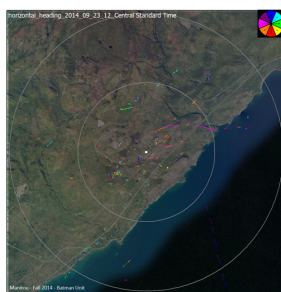 horizontal_heading_2014_09_23_12_Central Standard Time
Manitou - Fall 2014 - Batman Unit